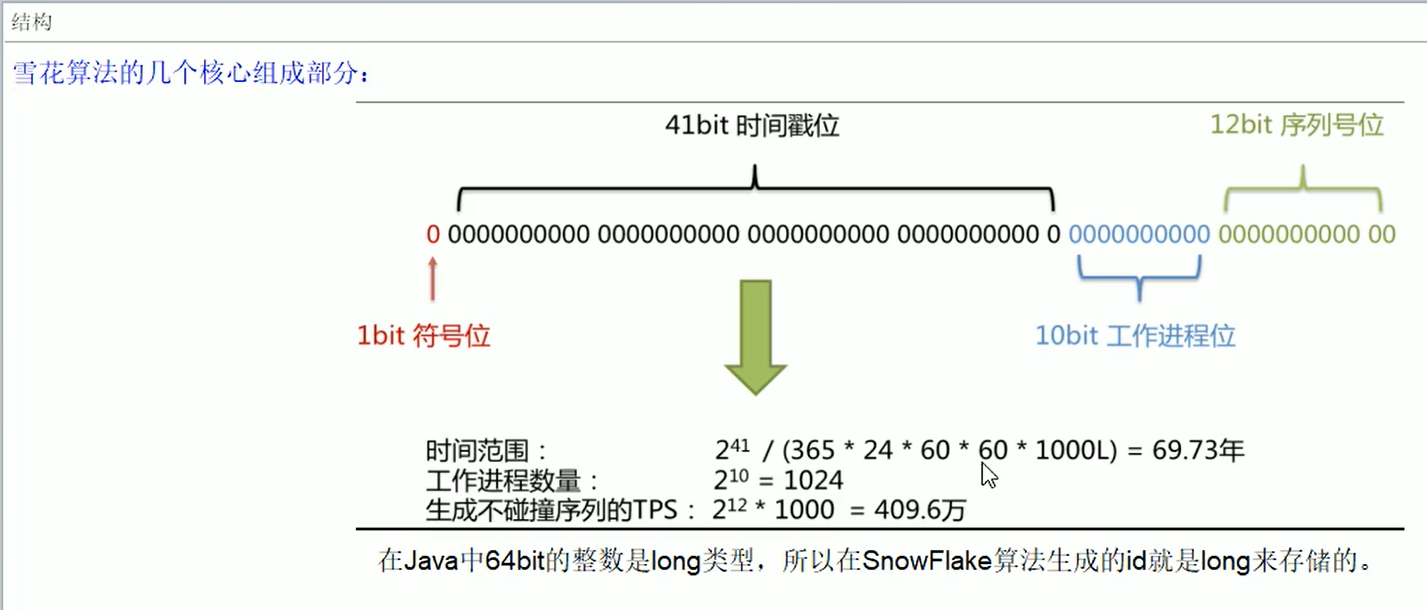 结构
雪花算法的几个核心组成部分：
41bit 时间戳位 12bit 序列号位
0 0000000000 0000000000 0000000000 0000000000 0 0000000000 0000000000 00
1bit 符号位 10bit 工作进程位
时间范围： 2⁴¹ / (365 * 24 * 60 * 60 * 1000L) = 69.73年
工作进程数量： 2¹⁰ = 1024
生成不碰撞序列的TPS： 2¹² * 1000 = 409.6万
在Java中64bit的整数是long类型，所以在SnowFlake算法生成的id就是long来存储的。